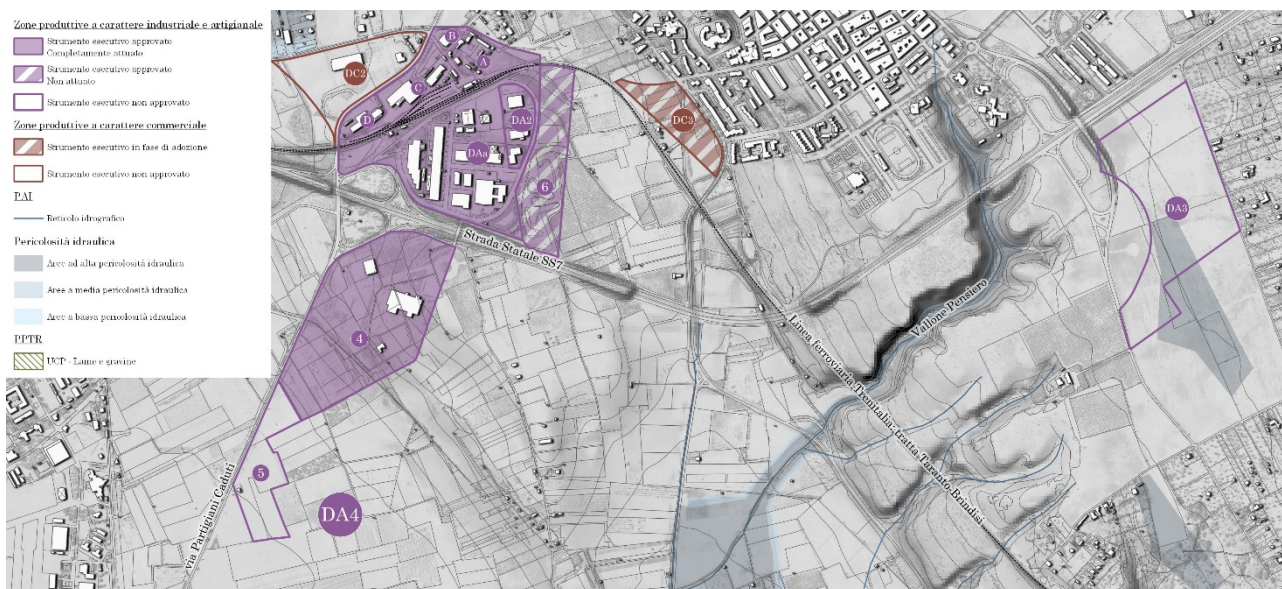 Zone produttive a carattere industriale e artigianale
Strumento esecutivo approvato
Completamente attuato
Strumento esecutivo approvato
Non attuato
Strumento esecutivo non approvato
Zone produttive a carattere commerciale
Strumento esecutivo in fase di adozione
Strumento esecutivo non approvato
PAI
Reticolo idrografico
Pericolosità idraulica
Aree ad alta pericolosità idraulica
Aree a media pericolosità idraulica
Aree a bassa pericolosità idraulica
PPTR
UCP - Lame e gravine
B
A
DC2
C
D
DA2
DAa
6
DC3
DA3
Strada Statale SS7
4
Vallone Pensiero
Linea ferroviaria Trenitalia-tratta Taranto-Brindisi
5
via Partigiani Caduti
DA4